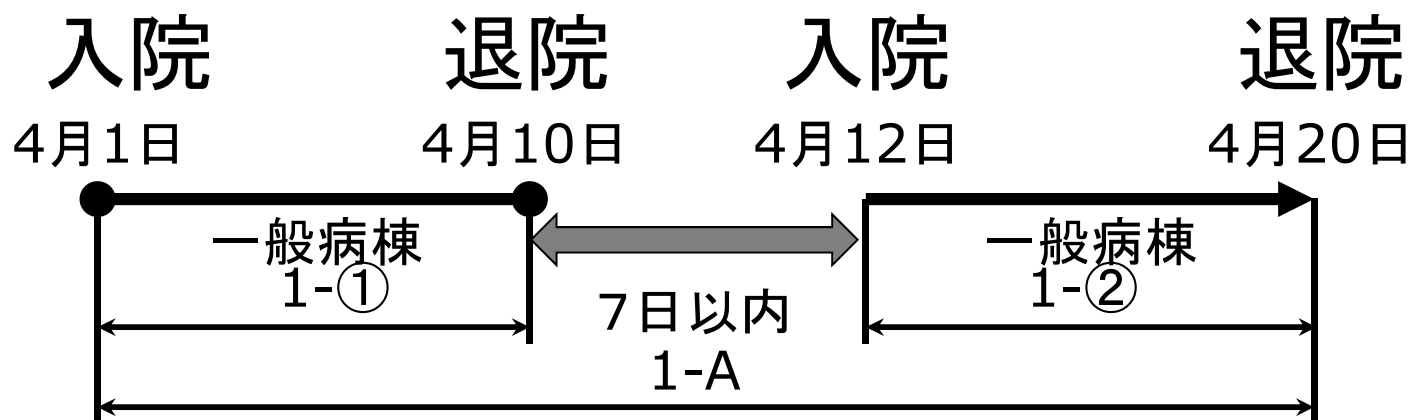 入院 退院 入院 退院
4月1日 4月10日 4月12日 4月20日
一般病棟 一般病棟
1-① 1-②
7日以内
1-A